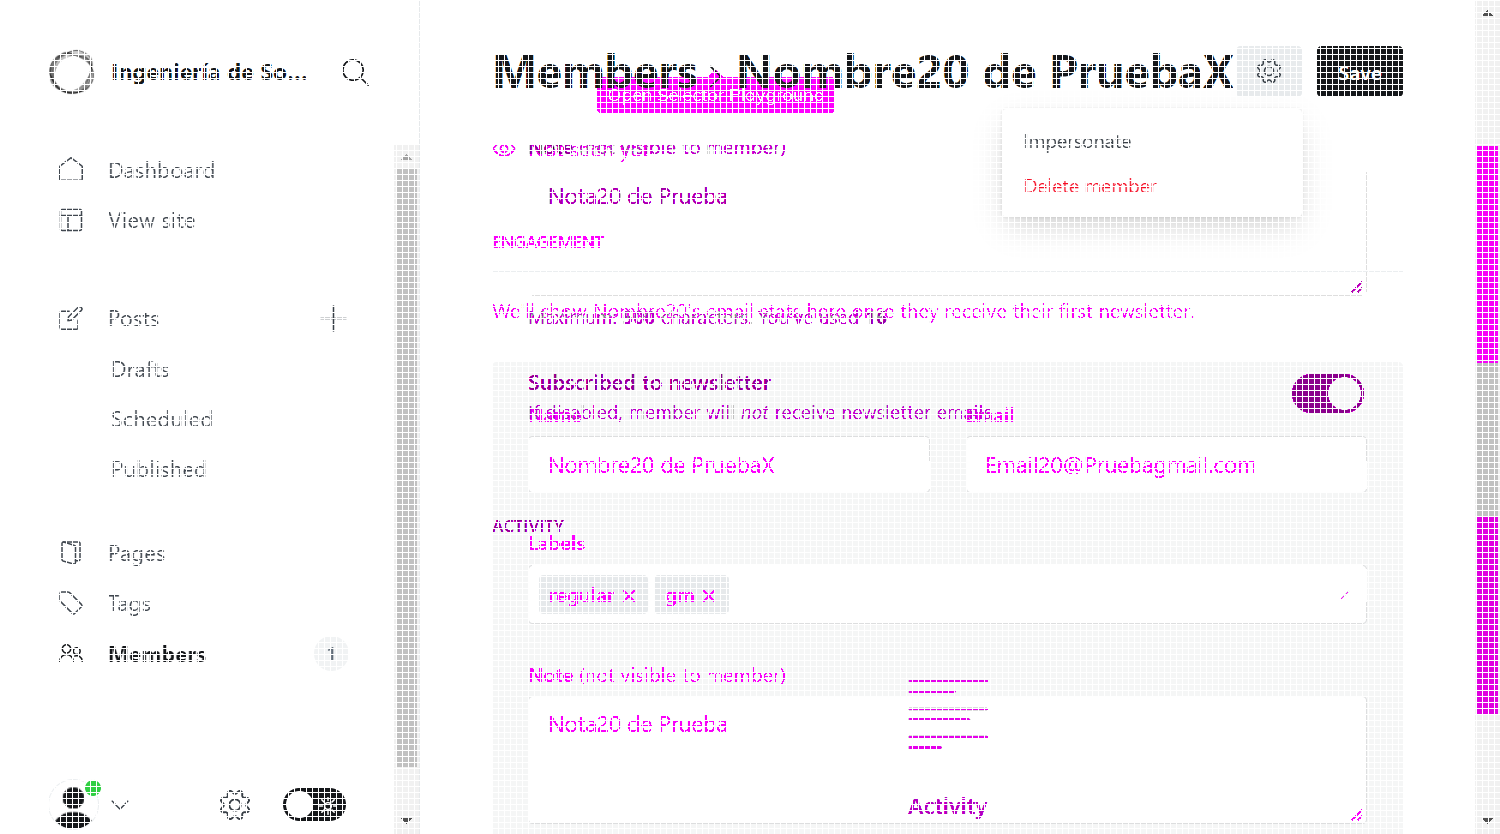 Ingeniería de So...
Dashboard
View site
Posts
Drafts
Scheduled
Published
Pages
Tags
Members
1
Members
Nombre20 de PruebaX
Save
Open Selector Playground
Impersonate
Delete member
Note (not visible to member)
Nota20 de Prueba
ENGAGEMENT
We'll show Nombre20's email stats here once they receive their first newsletter.
Maximum: 500 characters. You've used 16
Subscribed to newsletter
If disabled, member will not receive newsletter emails
Name
Email
Nombre20 de PruebaX
Email20@Pruebagmail.com
ACTIVITY
Labels
regular
gm
Note (not visible to member)
Nota20 de Prueba
Activity